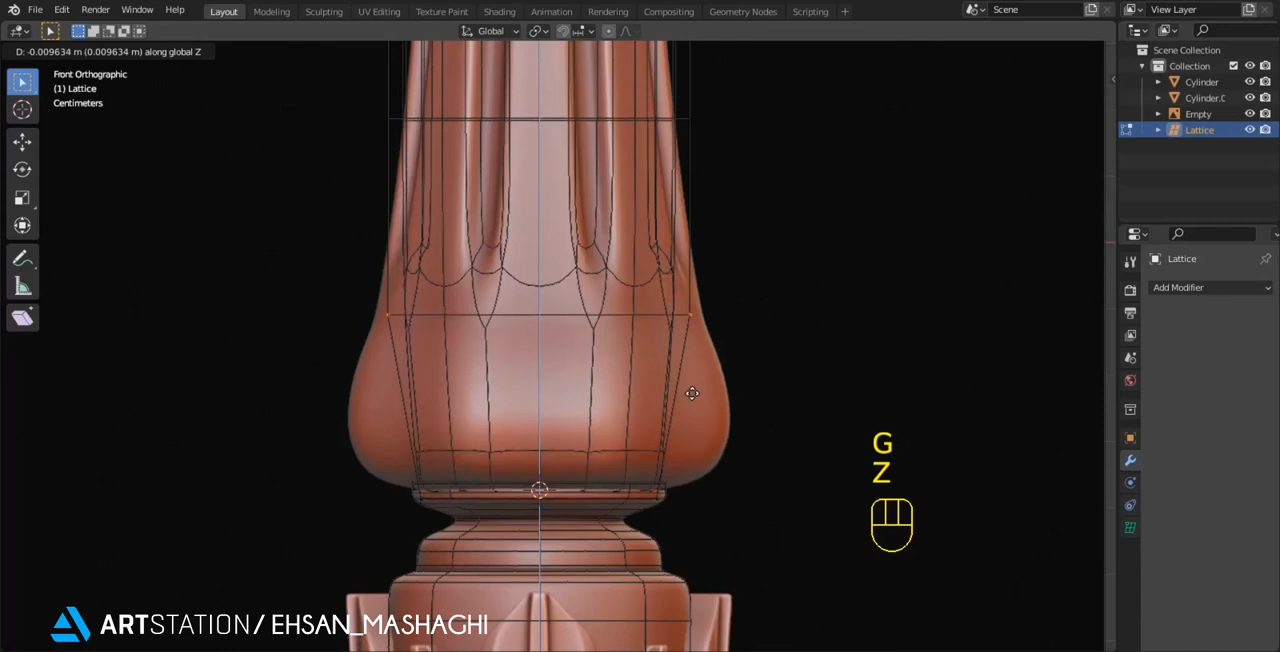 File Edit Render Window Help Layout Modeling Sculpting UV Editing Texture Paint Shading Animation Rendering Compositing Geometry Nodes Scripting + Scene View Layer
Global
D: -0.009634 m (0.009634 m) along global Z
Front Orthographic
(1) Lattice
Centimeters
Scene Collection
Collection
Cylinder
Cylinder.C
Empty
Lattice
Lattice
Add Modifier
G
Z
ARTSTATION/ EHSAN_MASHAGHI